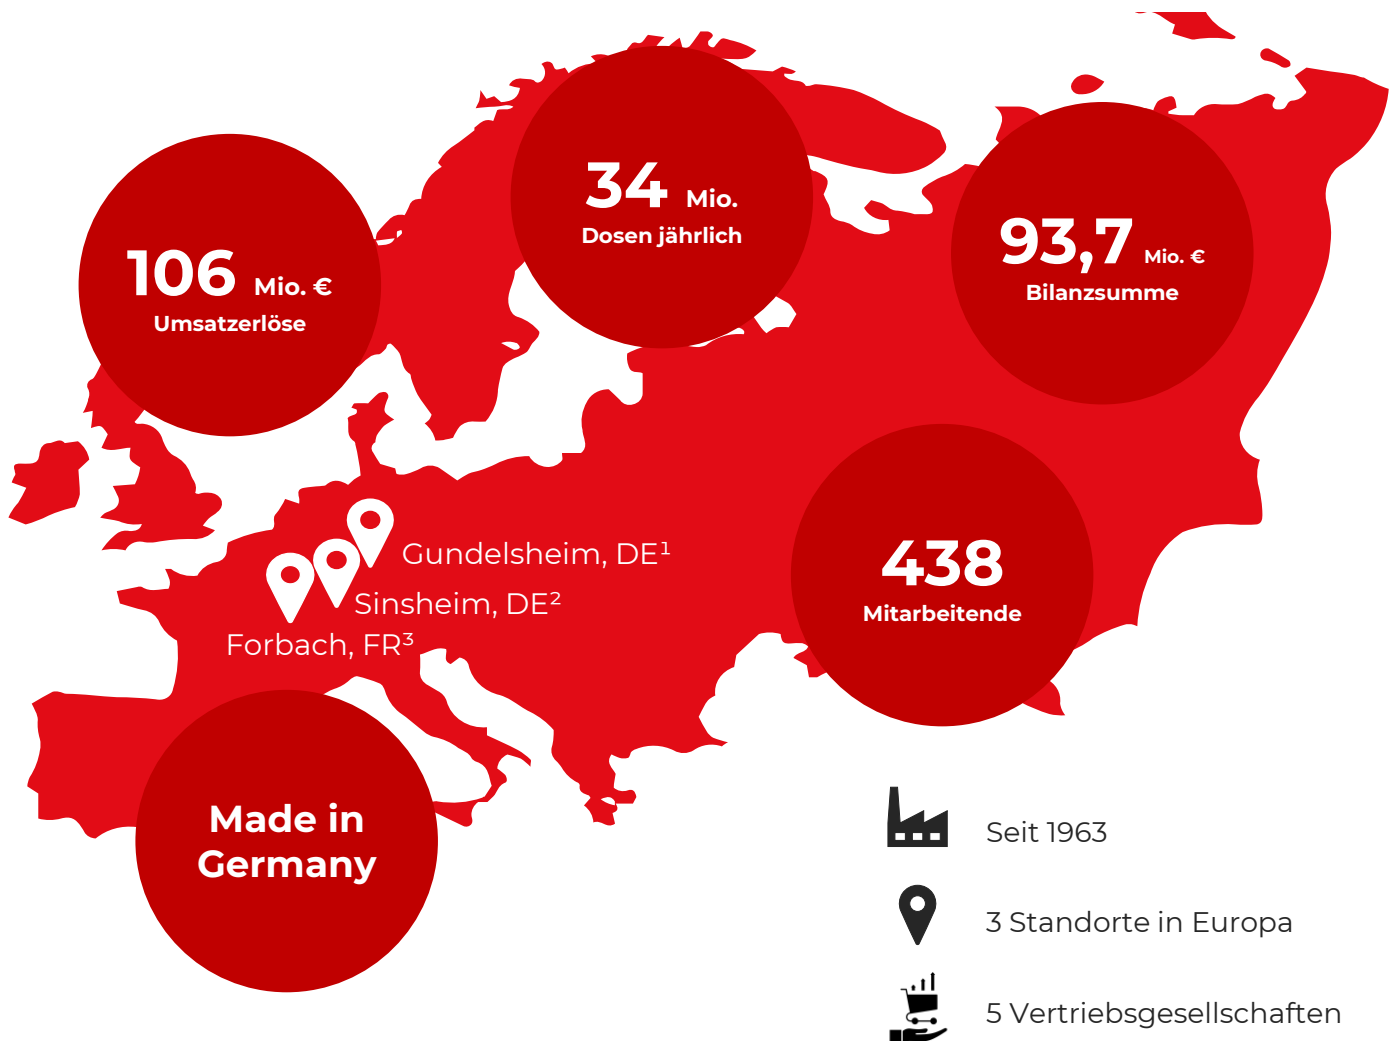 34 Mio.
Dosen jährlich
93,7 Mio. €
Bilanzsumme
106 Mio. €
Umsatzerlöse
438
Mitarbeitende
Gundelsheim, DE¹
Sinsheim, DE²
Forbach, FR³
Made in
Germany
Seit 1963
3 Standorte in Europa
5 Vertriebsgesellschaften